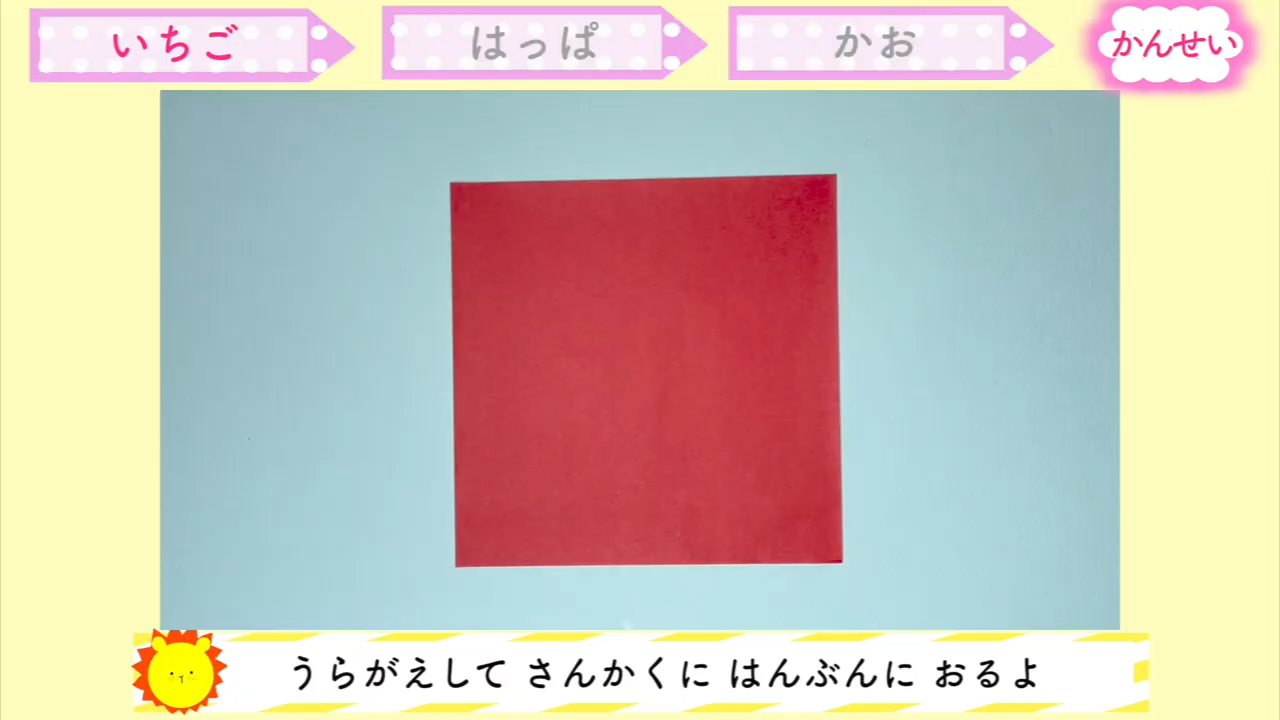 いちご
はっぱ
かお
かんせい
うらがえして さんかくに はんぶんに おるよ